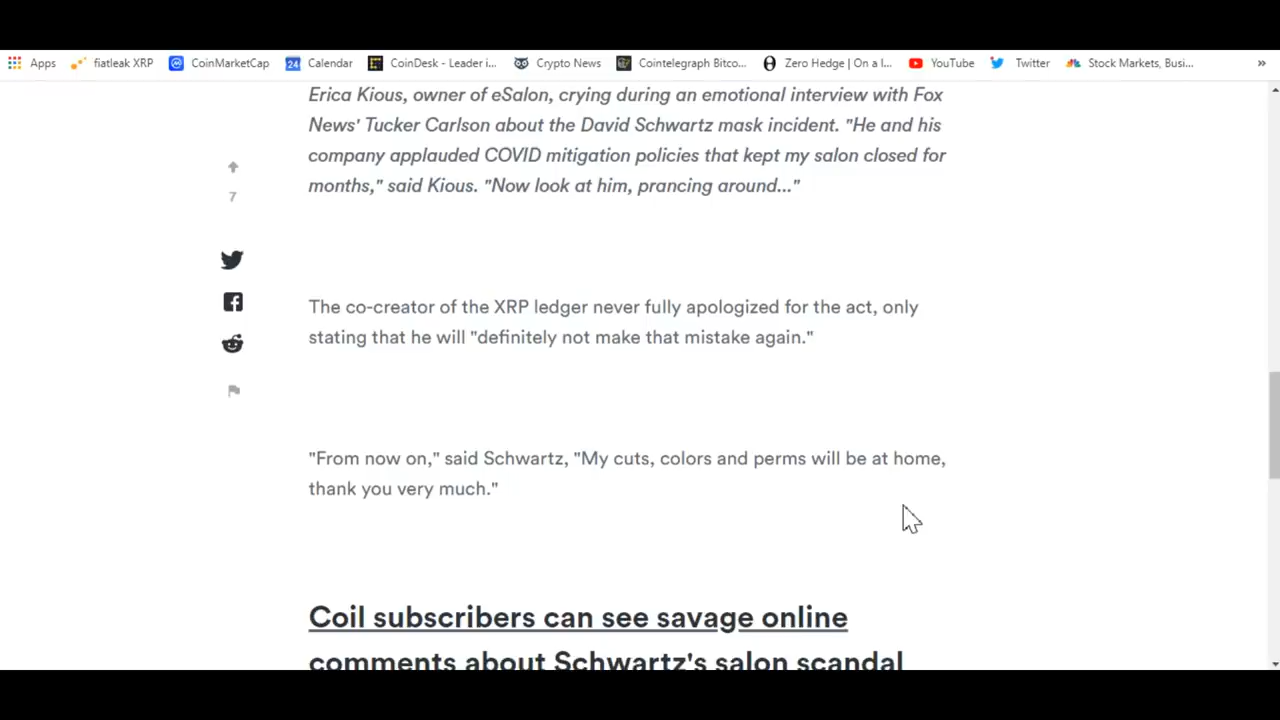 Apps fiatleak XRP CoinMarketCap 24 Calendar CoinDesk - Leader i... Crypto News Cointelegraph Bitco... Zero Hedge | On a l... YouTube Twitter Stock Markets, Busi... »
Erica Kious, owner of eSalon, crying during an emotional interview with Fox
News' Tucker Carlson about the David Schwartz mask incident. "He and his
company applauded COVID mitigation policies that kept my salon closed for
months," said Kious. "Now look at him, prancing around..."
7
The co-creator of the XRP ledger never fully apologized for the act, only
stating that he will "definitely not make that mistake again."
"From now on," said Schwartz, "My cuts, colors and perms will be at home,
thank you very much."
Coil subscribers can see savage online
comments about Schwartz's salon scandal